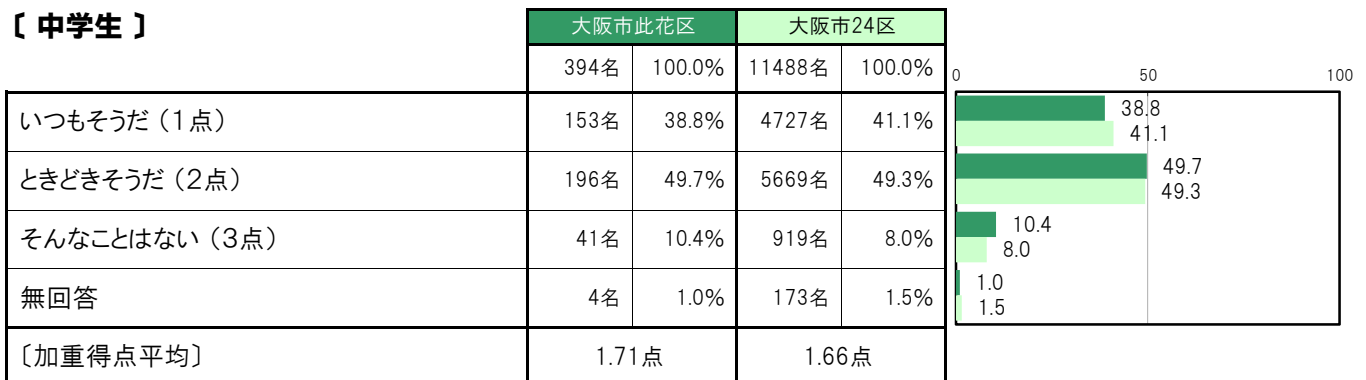 〔 中学生 〕
大阪市此花区 大阪市24区
394名 100.0% 11488名 100.0%
0 50 100
いつもそうだ（1点） 153名 38.8% 4727名 41.1%
38.8
41.1
ときどきそうだ（2点） 196名 49.7% 5669名 49.3%
49.7
49.3
そんなことはない（3点） 41名 10.4% 919名 8.0%
10.4
8.0
無回答 4名 1.0% 173名 1.5%
1.0
1.5
〔加重得点平均〕 1.71点 1.66点